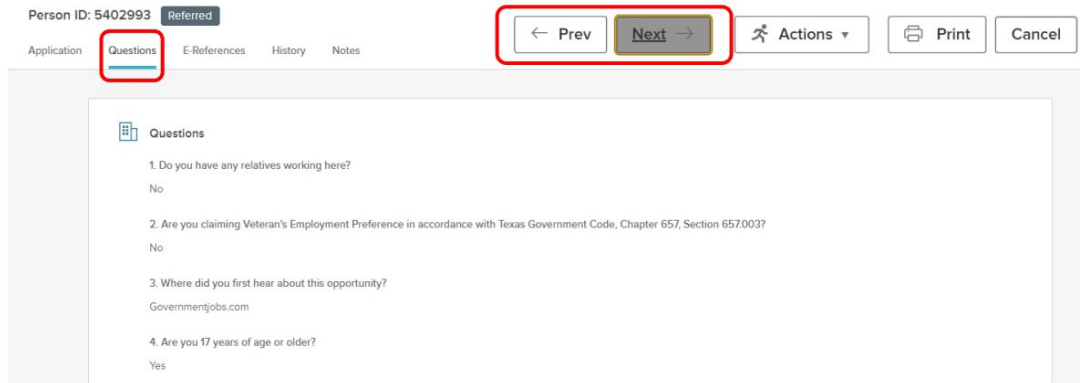 Person ID: 5402993 Referred
← Prev Next → Actions ▼ Print Cancel
Application Questions E-References History Notes
Questions
1. Do you have any relatives working here?
No
2. Are you claiming Veteran's Employment Preference in accordance with Texas Government Code, Chapter 657, Section 657.003?
No
3. Where did you first hear about this opportunity?
Governmentjobs.com
4. Are you 17 years of age or older?
Yes